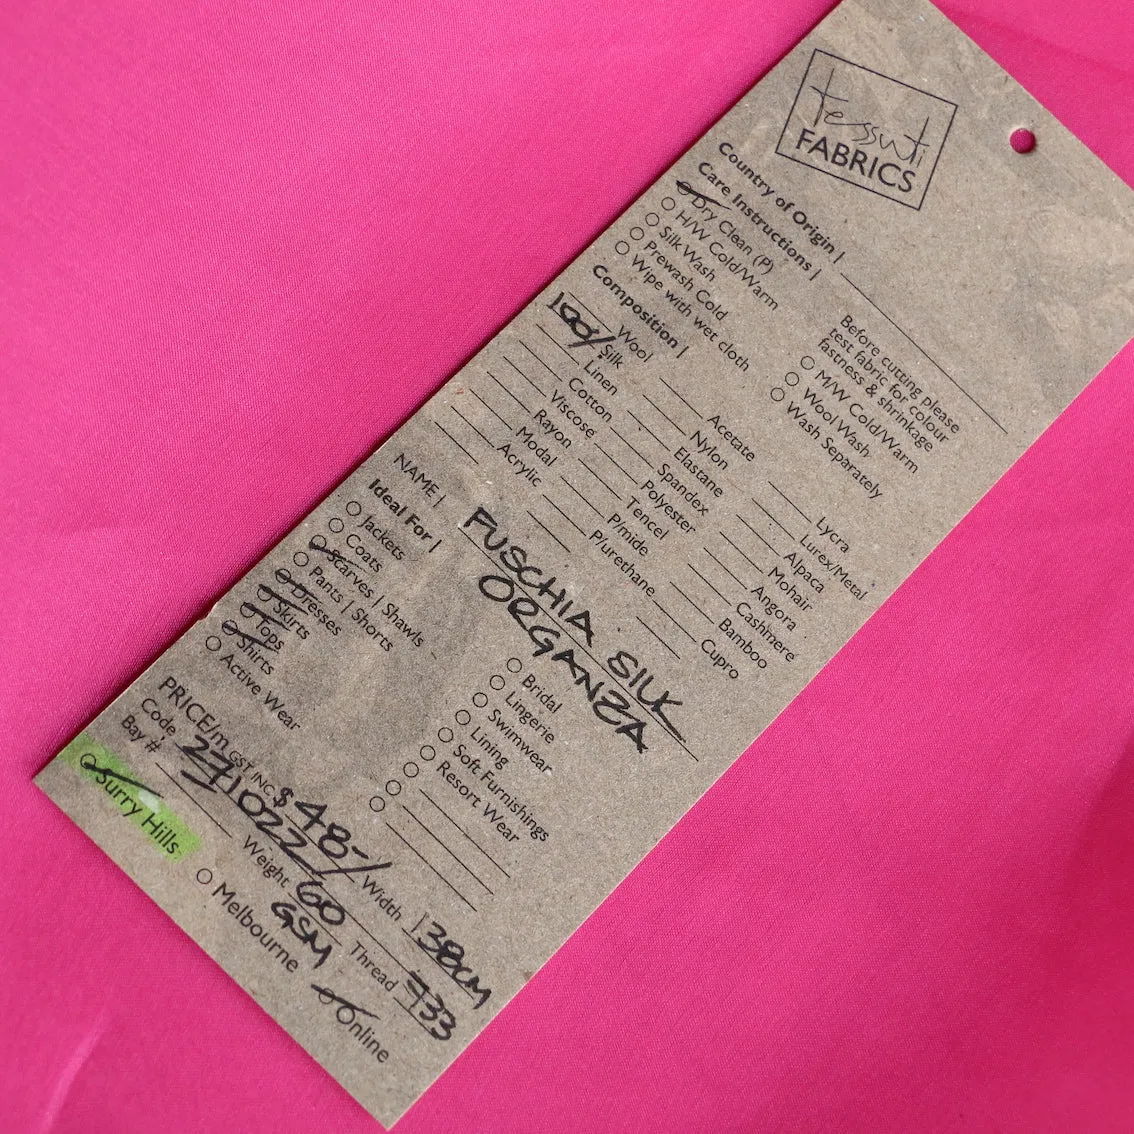 tessuti
FABRICS
Country of Origin |
Care Instructions |
Dry Clean (P)
H/W Cold/Warm
Silk Wash
Prewash Cold
Wipe with wet cloth
Before cutting please
test fabric for colour
fastness & shrinkage
M/W Cold/Warm
Wool Wash
Wash Separately
Composition |
Wool
100% Silk
Linen
Cotton
Viscose
Rayon
Modal
Acrylic
Acetate
Nylon
Elastane
Spandex
Polyester
Tencel
P/mide
P/urethane
Lycra
Lurex/Metal
Alpaca
Mohair
Angora
Cashmere
Bamboo
Cupro
NAME | FUSCHIA SILK
ORGANZA
Ideal For |
Jackets
Coats
Scarves | Shawls
Pants | Shorts
Dresses
Skirts
Tops
Shirts
Active Wear
Bridal
Lingerie
Swimwear
Lining
Soft Furnishings
Resort Wear
PRICE/m GST INC $48-/ Width 138CM
Code 271022 Weight 60 GSM Thread 733
Bay #
Surry Hills
Melbourne
Online